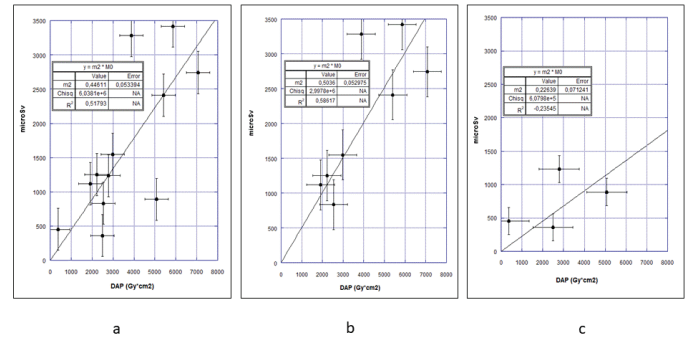 3500
3000
2500
2000
1500
1000
500
0
microSv
y = m2 * M0
Value Error
m2 0,44611 0,053394
Chisq 6,0381e+6 NA
R² 0,51793 NA
0 1000 2000 3000 4000 5000 6000 7000 8000
DAP (Gy*cm2)
a
3500
3000
2500
2000
1500
1000
500
0
microSv
y = m2 * M0
Value Error
m2 0,5036 0,052975
Chisq 2,9978e+6 NA
R² 0,58617 NA
0 1000 2000 3000 4000 5000 6000 7000 8000
DAP (Gy*cm2)
b
3500
3000
2500
2000
1500
1000
500
0
microSv
y = m2 * M0
Value Error
m2 0,22639 0,071241
Chisq 6,0798e+5 NA
R² -0,23545 NA
0 1000 2000 3000 4000 5000 6000 7000 8000
DAP (Gy*cm2)
c